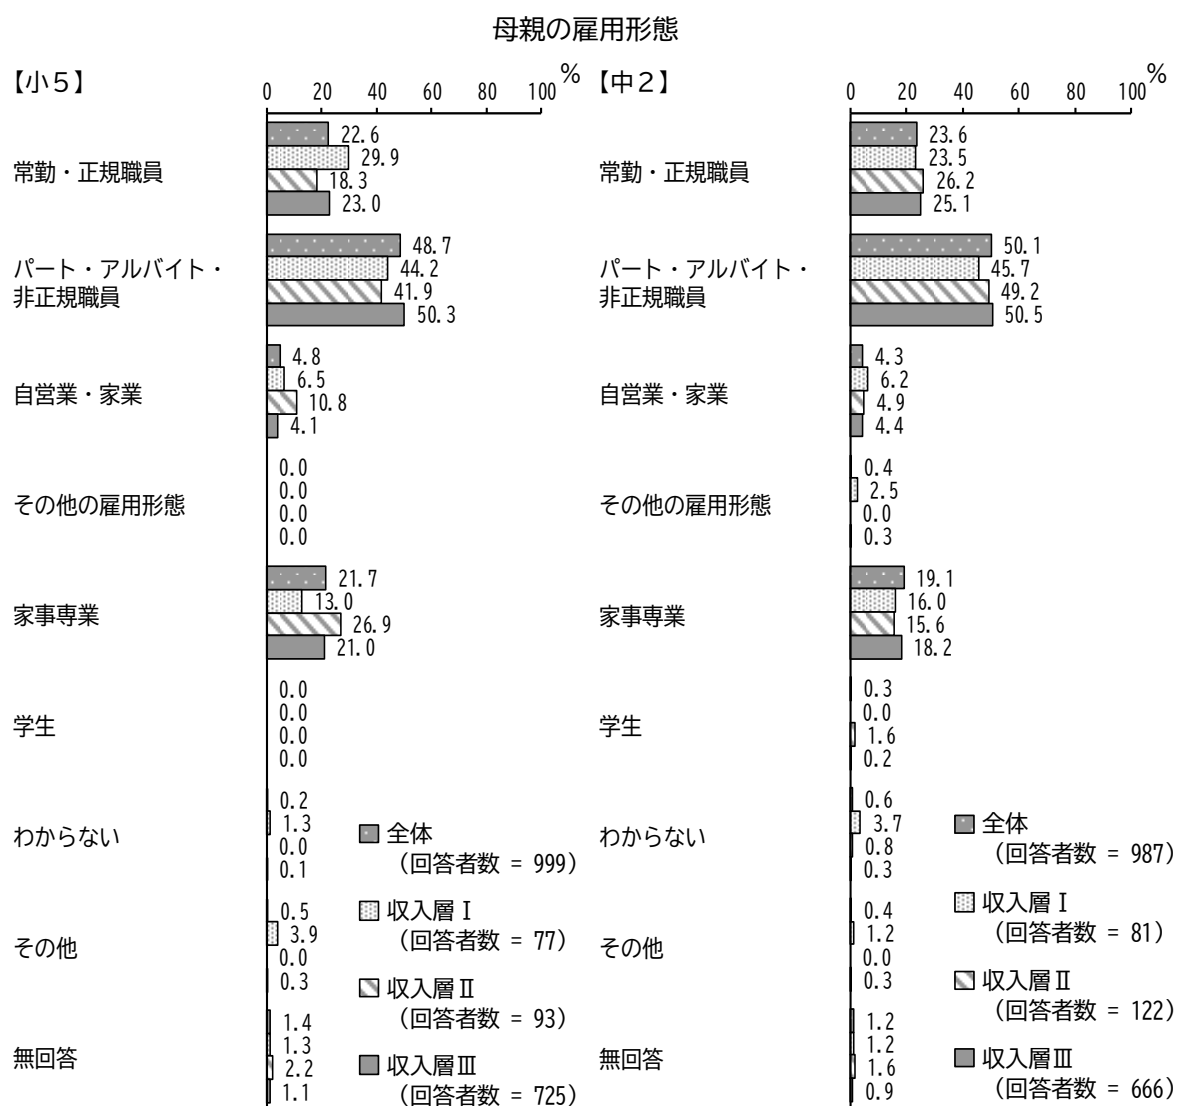 母親の雇用形態
【小５】
0 20 40 60 80 100 %
常勤・正規職員
22.6
29.9
18.3
23.0
パート・アルバイト・
非正規職員
48.7
44.2
41.9
50.3
自営業・家業
4.8
6.5
10.8
4.1
その他の雇用形態
0.0
0.0
0.0
0.0
家事専業
21.7
13.0
26.9
21.0
学生
0.0
0.0
0.0
0.0
わからない
0.2
1.3
0.0
0.1
その他
0.5
3.9
0.0
0.3
無回答
1.4
1.3
2.2
1.1
全体
（回答者数 = 999）
収入層Ⅰ
（回答者数 = 77）
収入層Ⅱ
（回答者数 = 93）
収入層Ⅲ
（回答者数 = 725）
【中２】
0 20 40 60 80 100 %
常勤・正規職員
23.6
23.5
26.2
25.1
パート・アルバイト・
非正規職員
50.1
45.7
49.2
50.5
自営業・家業
4.3
6.2
4.9
4.4
その他の雇用形態
0.4
2.5
0.0
0.3
家事専業
19.1
16.0
15.6
18.2
学生
0.3
0.0
1.6
0.2
わからない
0.6
3.7
0.8
0.3
その他
0.4
1.2
0.0
0.3
無回答
1.2
1.2
1.6
0.9
全体
（回答者数 = 987）
収入層Ⅰ
（回答者数 = 81）
収入層Ⅱ
（回答者数 = 122）
収入層Ⅲ
（回答者数 = 666）